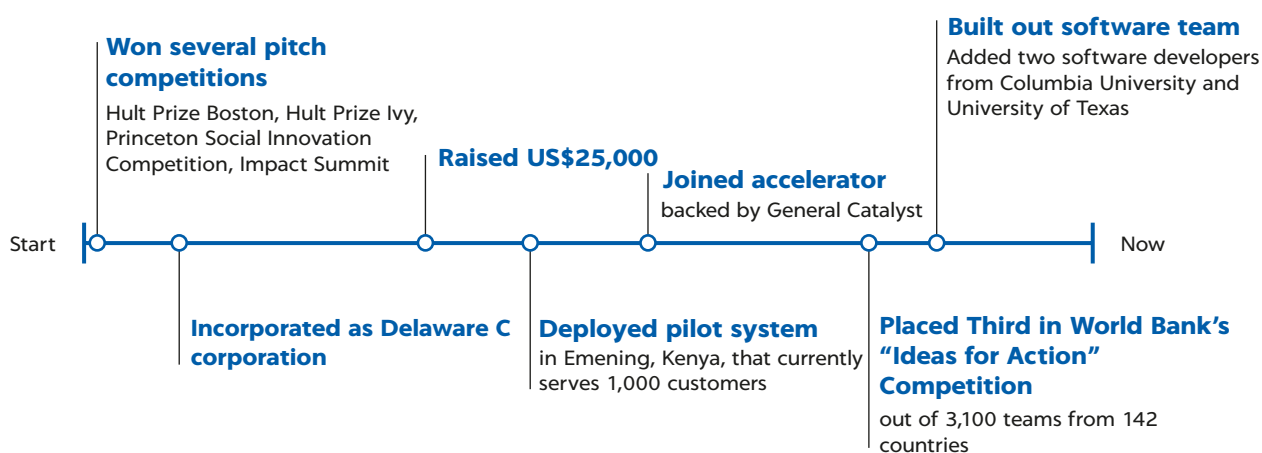 Start
Won several pitch
competitions
Hult Prize Boston, Hult Prize Ivy,
Princeton Social Innovation
Competition, Impact Summit
Incorporated as Delaware C
corporation
Raised US$25,000
Deployed pilot system
in Emening, Kenya, that currently
serves 1,000 customers
Joined accelerator
backed by General Catalyst
Placed Third in World Bank’s
“Ideas for Action”
Competition
out of 3,100 teams from 142
countries
Built out software team
Added two software developers
from Columbia University and
University of Texas
Now